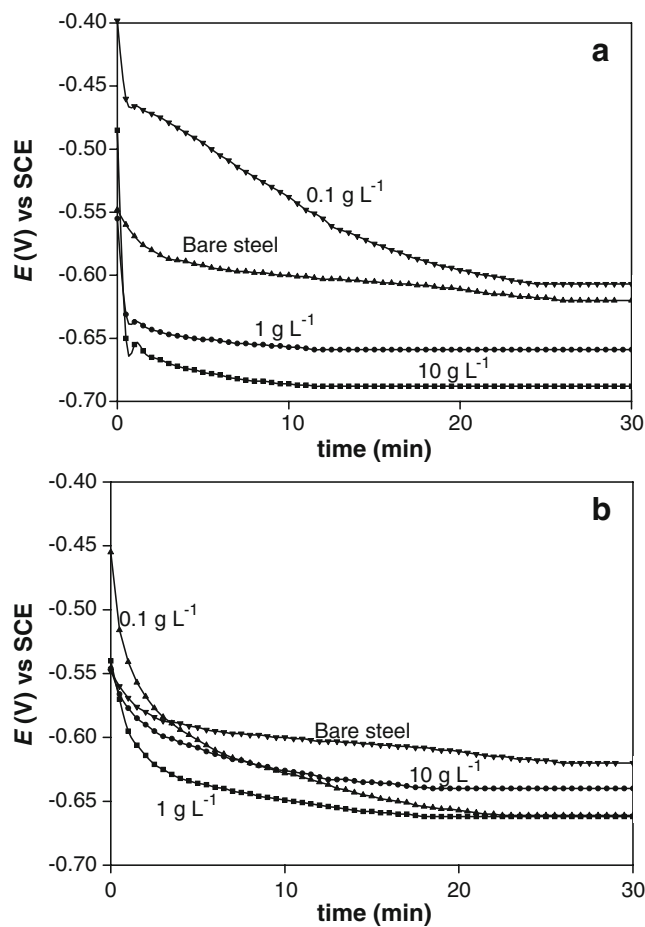 a
-0.40
-0.45
-0.50
-0.55
-0.60
-0.65
-0.70
E (V) vs SCE
0.1 g L⁻¹
Bare steel
1 g L⁻¹
10 g L⁻¹
0 10 20 30
time (min)
b
-0.40
-0.45
-0.50
-0.55
-0.60
-0.65
-0.70
E (V) vs SCE
0.1 g L⁻¹
Bare steel
10 g L⁻¹
1 g L⁻¹
0 10 20 30
time (min)